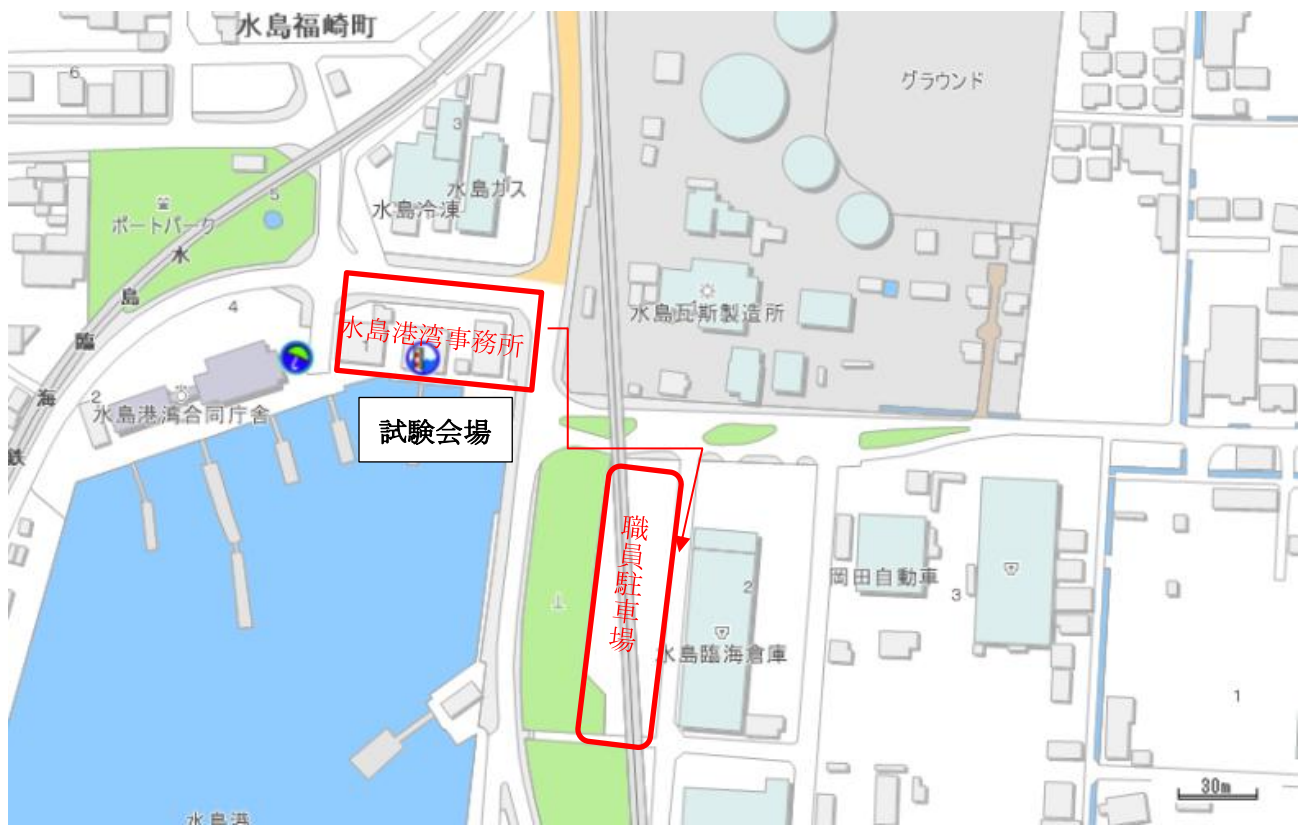 水島福崎町
6
グラウンド
3
水島ガス
水島冷凍
5
ポートパーク
水島臨海鉄
4
水島港湾事務所
1
水島瓦斯製造所
1
2
水島港湾合同庁舎
試験会場
職員駐車場
2
岡田自動車
3
水島臨海倉庫
1
30m
水島港